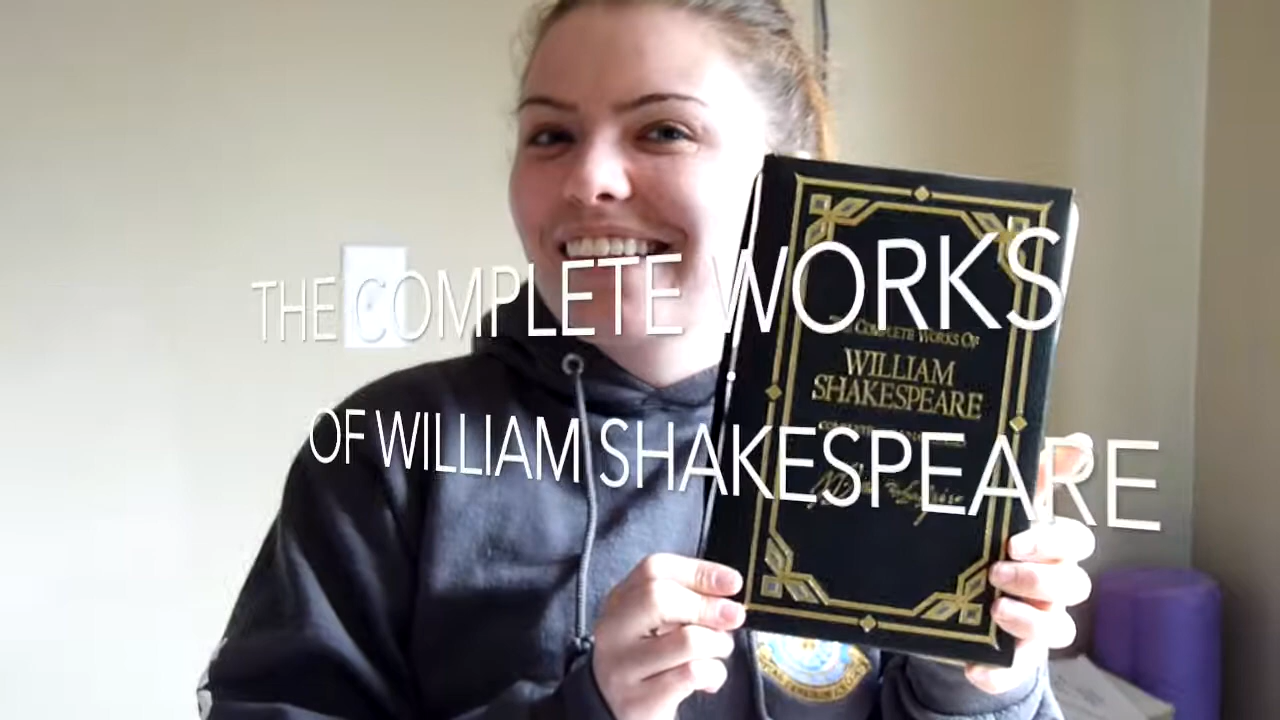 THE COMPLETE WORKS
OF WILLIAM SHAKESPEARE
THE COMPLETE WORKS OF
WILLIAM
SHAKESPEARE